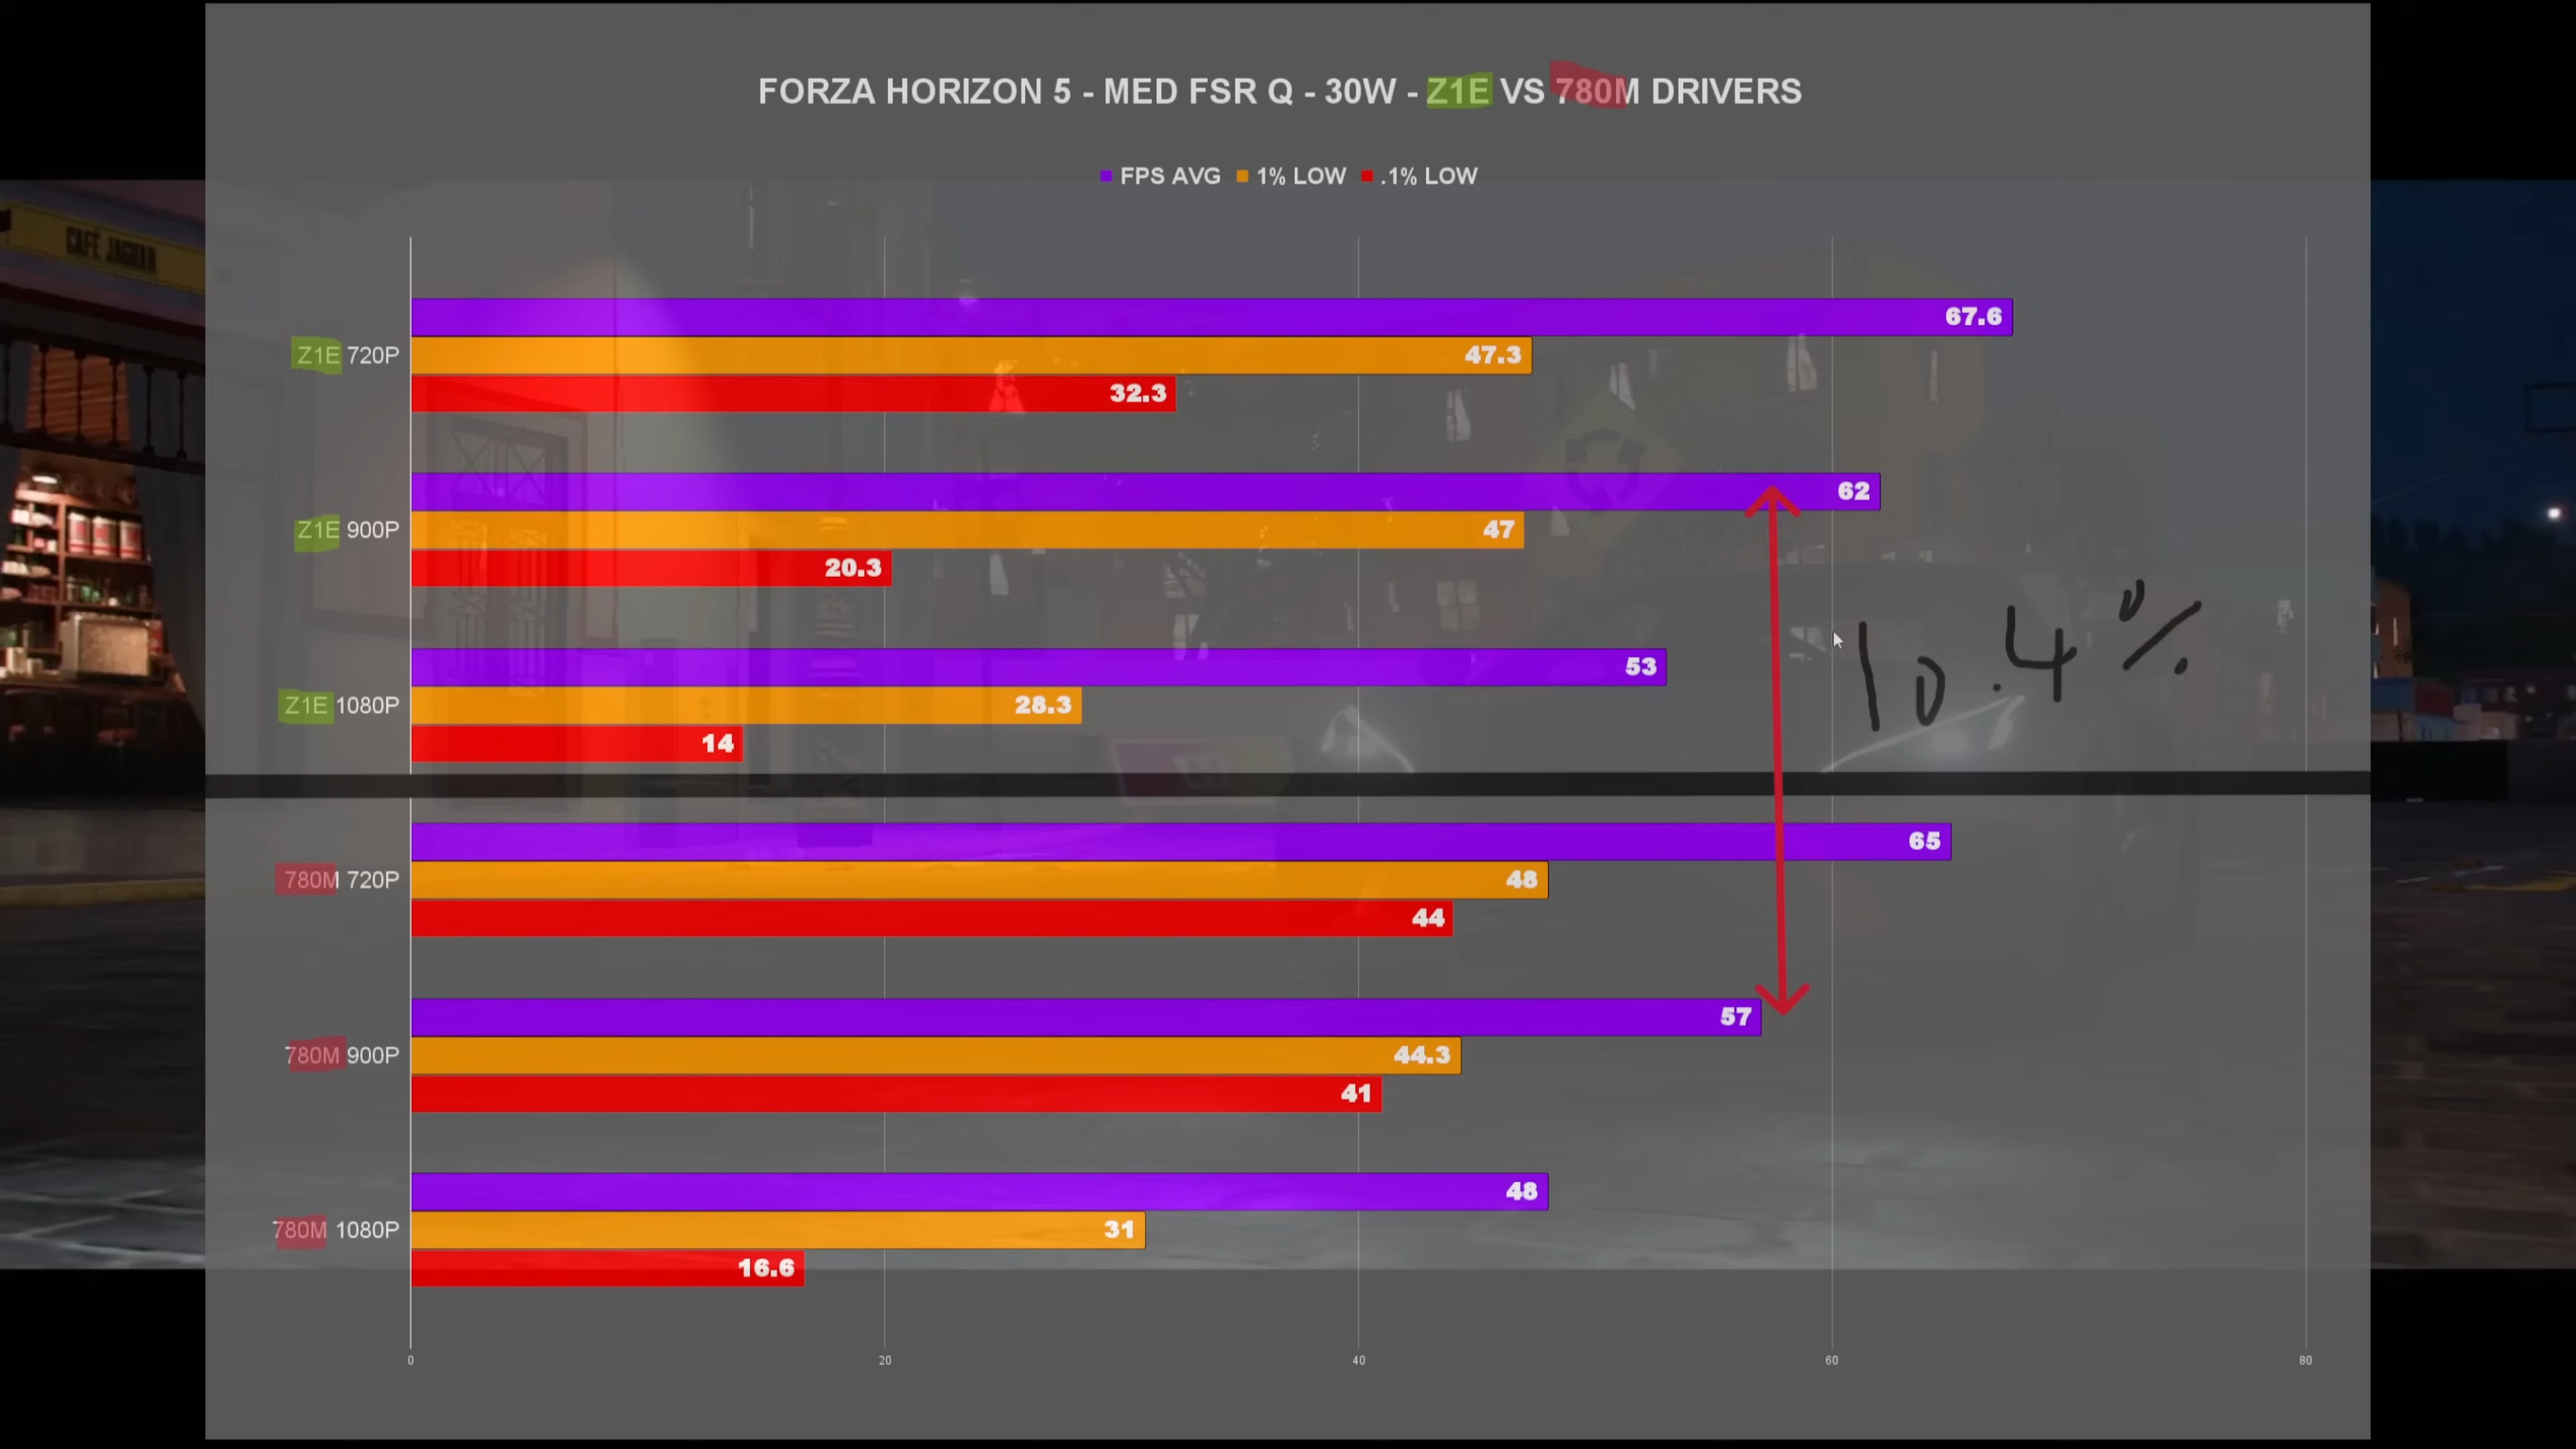 CAFÉ JAGUAR
FORZA HORIZON 5 - MED FSR Q - 30W - Z1E VS 780M DRIVERS
FPS AVG 1% LOW .1% LOW
67.6
Z1E 720P 47.3
32.3
62
Z1E 900P 47
20.3
10.4%
53
Z1E 1080P 28.3
14
65
780M 720P 48
44
57
780M 900P 44.3
41
48
780M 1080P 31
16.6
0 20 40 60 80